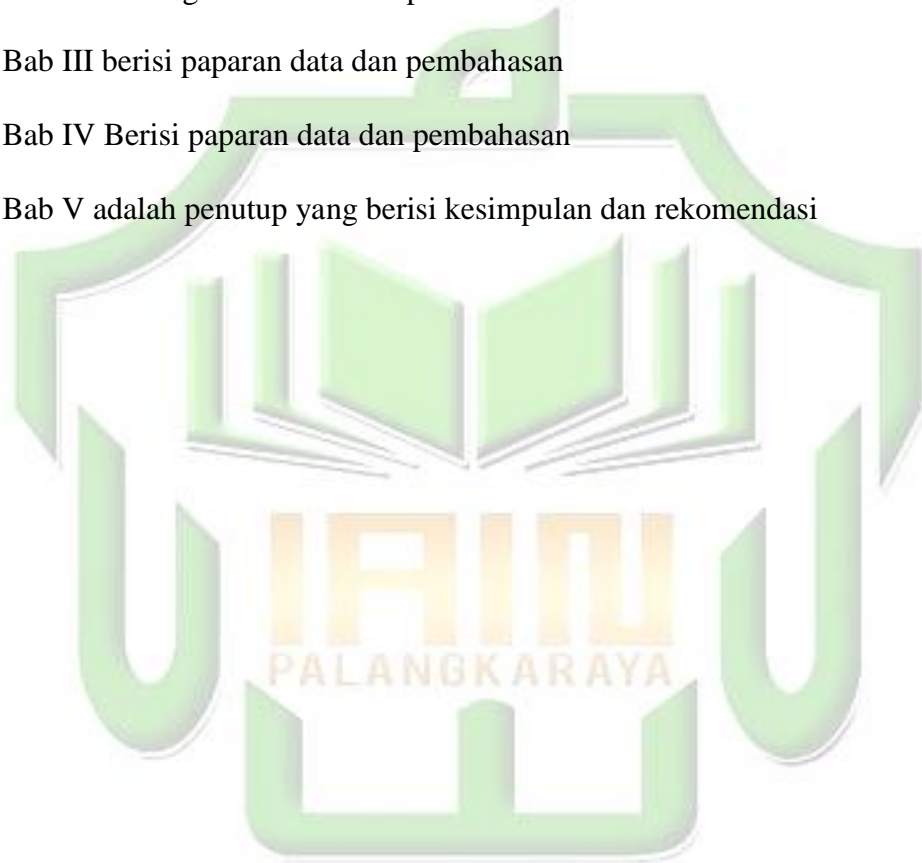 Bab III berisi paparan data dan pembahasan
Bab IV Berisi paparan data dan pembahasan
Bab V adalah penutup yang berisi kesimpulan dan rekomendasi
IAIN
PALANGKARAYA